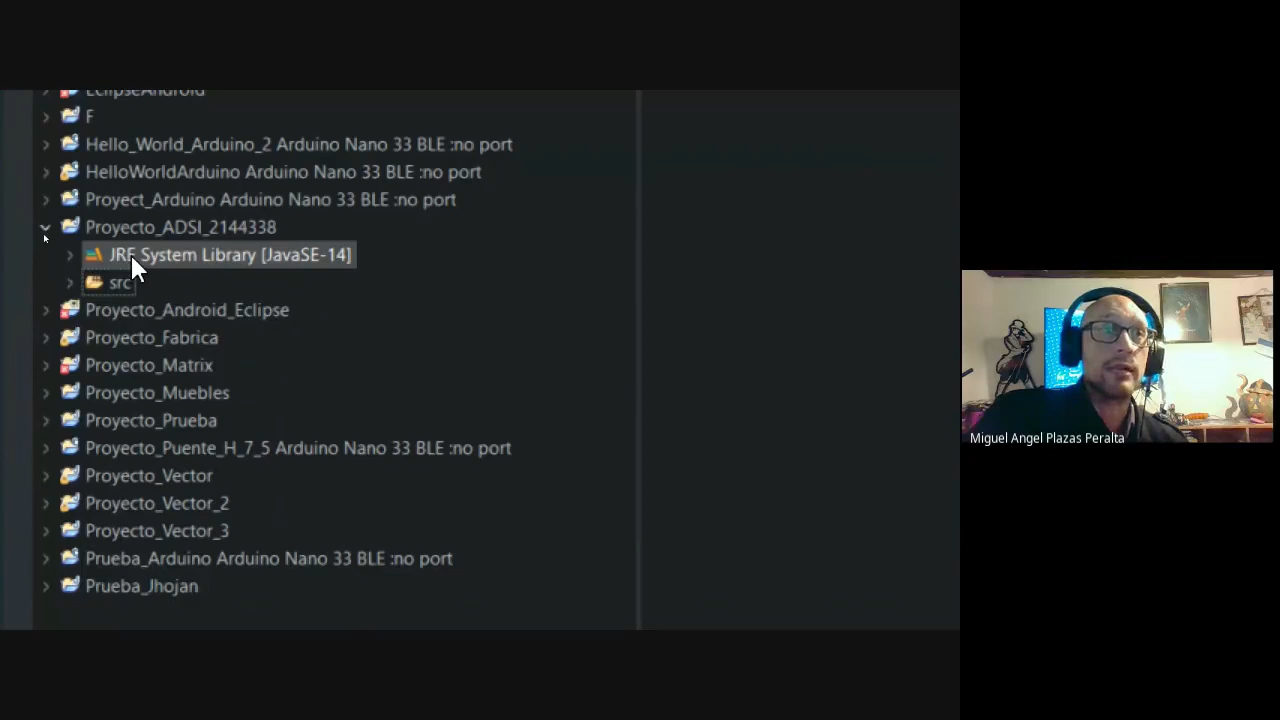 EclipseAndroid
F
Hello_World_Arduino_2 Arduino Nano 33 BLE :no port
HelloWorldArduino Arduino Nano 33 BLE :no port
Proyect_Arduino Arduino Nano 33 BLE :no port
Proyecto_ADSI_2144338
JRE System Library [JavaSE-14]
src
Proyecto_Android_Eclipse
Proyecto_Fabrica
Proyecto_Matrix
Proyecto_Muebles
Proyecto_Prueba
Proyecto_Puente_H_7_5 Arduino Nano 33 BLE :no port
Proyecto_Vector
Proyecto_Vector_2
Proyecto_Vector_3
Prueba_Arduino Arduino Nano 33 BLE :no port
Prueba_Jhojan
Miguel Angel Plazas Peralta